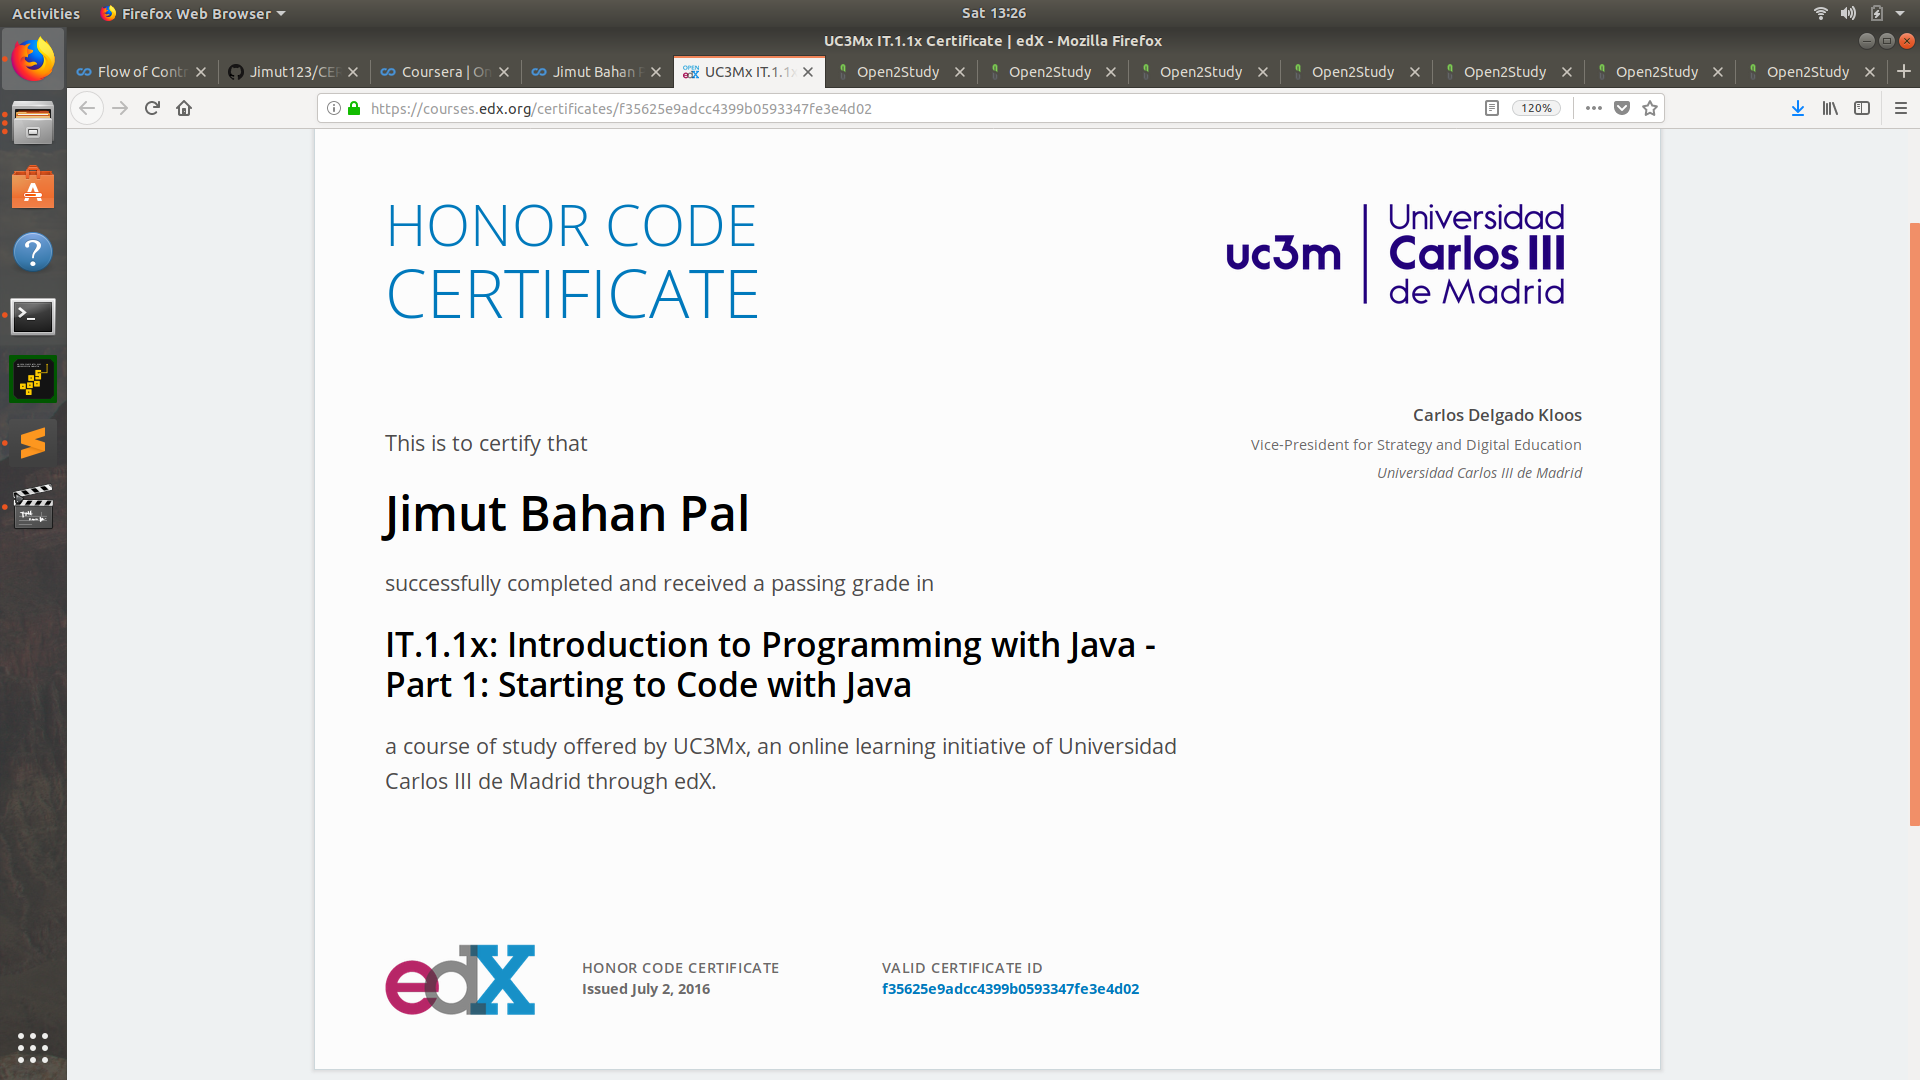 Activities
Firefox Web Browser
Sat 13:26
UC3Mx IT.1.1x Certificate | edX - Mozilla Firefox
Flow of Contr
Jimut123/CER
Coursera | On
Jimut Bahan P
UC3Mx IT.1.1x
Open2Study
Open2Study
Open2Study
Open2Study
Open2Study
Open2Study
Open2Study
https://courses.edx.org/certificates/f35625e9adcc4399b0593347fe3e4d02
120%
HONOR CODE
CERTIFICATE
uc3m
Universidad
Carlos III
de Madrid
Carlos Delgado Kloos
Vice-President for Strategy and Digital Education
Universidad Carlos III de Madrid
This is to certify that
Jimut Bahan Pal
successfully completed and received a passing grade in
IT.1.1x: Introduction to Programming with Java -
Part 1: Starting to Code with Java
a course of study offered by UC3Mx, an online learning initiative of Universidad
Carlos III de Madrid through edX.
edX
HONOR CODE CERTIFICATE
Issued July 2, 2016
VALID CERTIFICATE ID
f35625e9adcc4399b0593347fe3e4d02